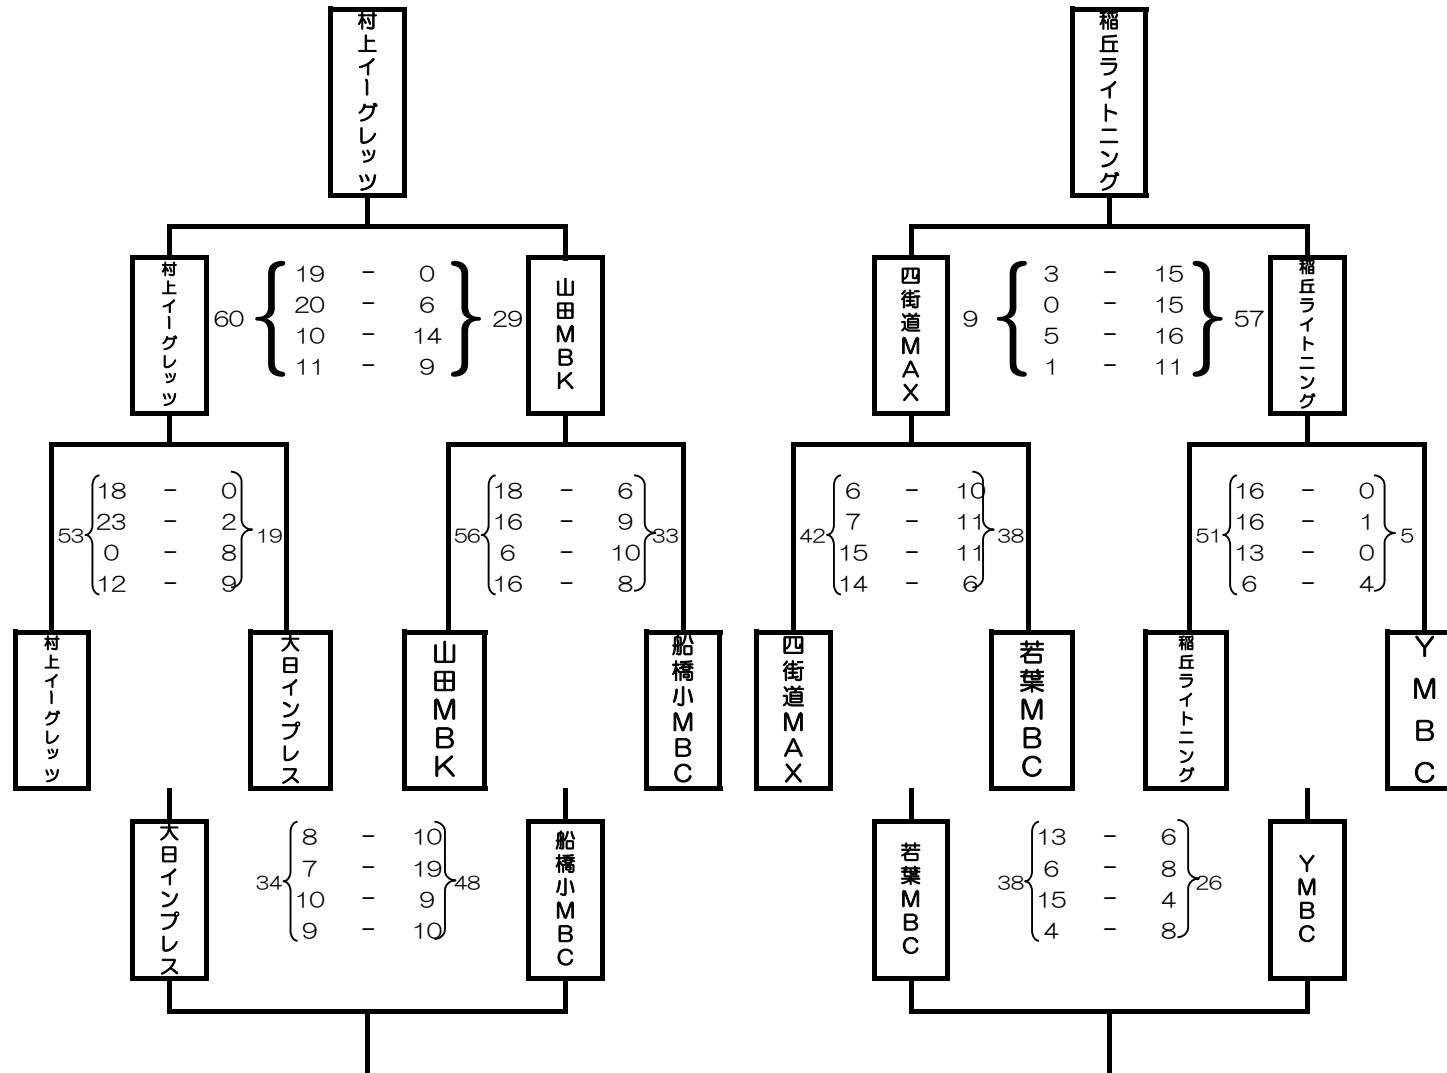 村上イーグレッツ
稲丘ライトニング
村上イーグレッツ
60
19 - 0
20 - 6
10 - 14
11 - 9
29
山田MBK
四街道MAX
9
3 - 15
0 - 15
5 - 16
1 - 11
57
稲丘ライトニング
53
18 - 0
23 - 2
0 - 8
12 - 9
19
56
18 - 6
16 - 9
6 - 10
16 - 8
33
42
6 - 10
7 - 11
15 - 11
14 - 6
38
51
16 - 0
16 - 1
13 - 0
6 - 4
5
村上イーグレッツ
大日インプレス
山田MBK
船橋小MBC
四街道MAX
若葉MBC
稲丘ライトニング
YMBC
大日インプレス
34
8 - 10
7 - 19
10 - 9
9 - 10
48
船橋小MBC
若葉MBC
38
13 - 6
6 - 8
15 - 4
4 - 8
26
YMBC